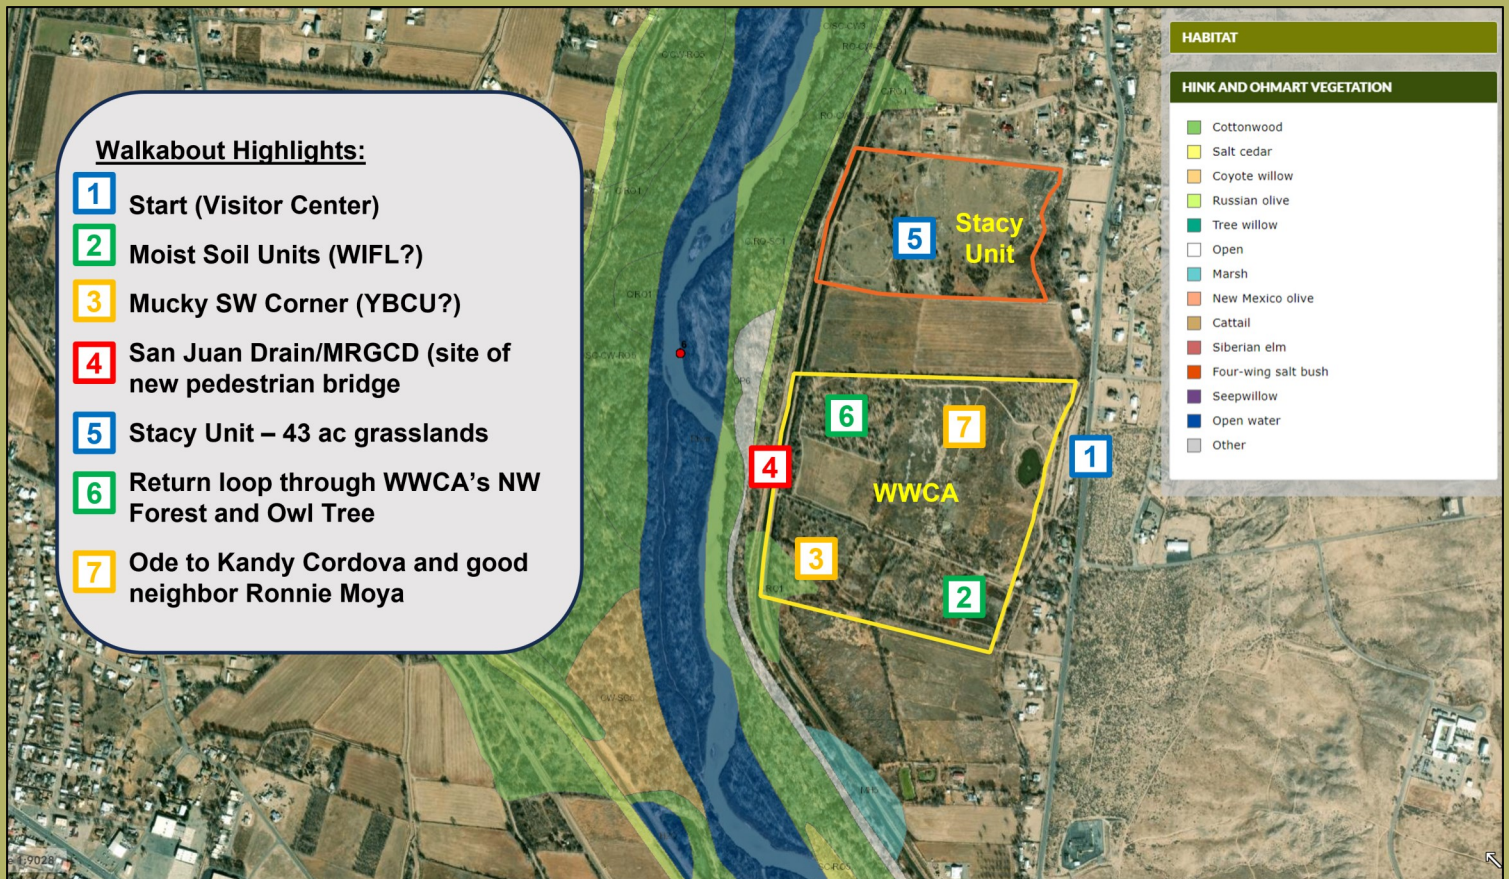 Walkabout Highlights:
1 Start (Visitor Center)
2 Moist Soil Units (WIFL?)
3 Mucky SW Corner (YBCU?)
4 San Juan Drain/MRGCD (site of
new pedestrian bridge
5 Stacy Unit – 43 ac grasslands
6 Return loop through WWCA's NW
Forest and Owl Tree
7 Ode to Kandy Cordova and good
neighbor Ronnie Moya
5
Stacy
Unit
6
7
4
1
WWCA
3
2
HABITAT
HINK AND OHMART VEGETATION
Cottonwood
Salt cedar
Coyote willow
Russian olive
Tree willow
Open
Marsh
New Mexico olive
Cattail
Siberian elm
Four-wing salt bush
Seepwillow
Open water
Other